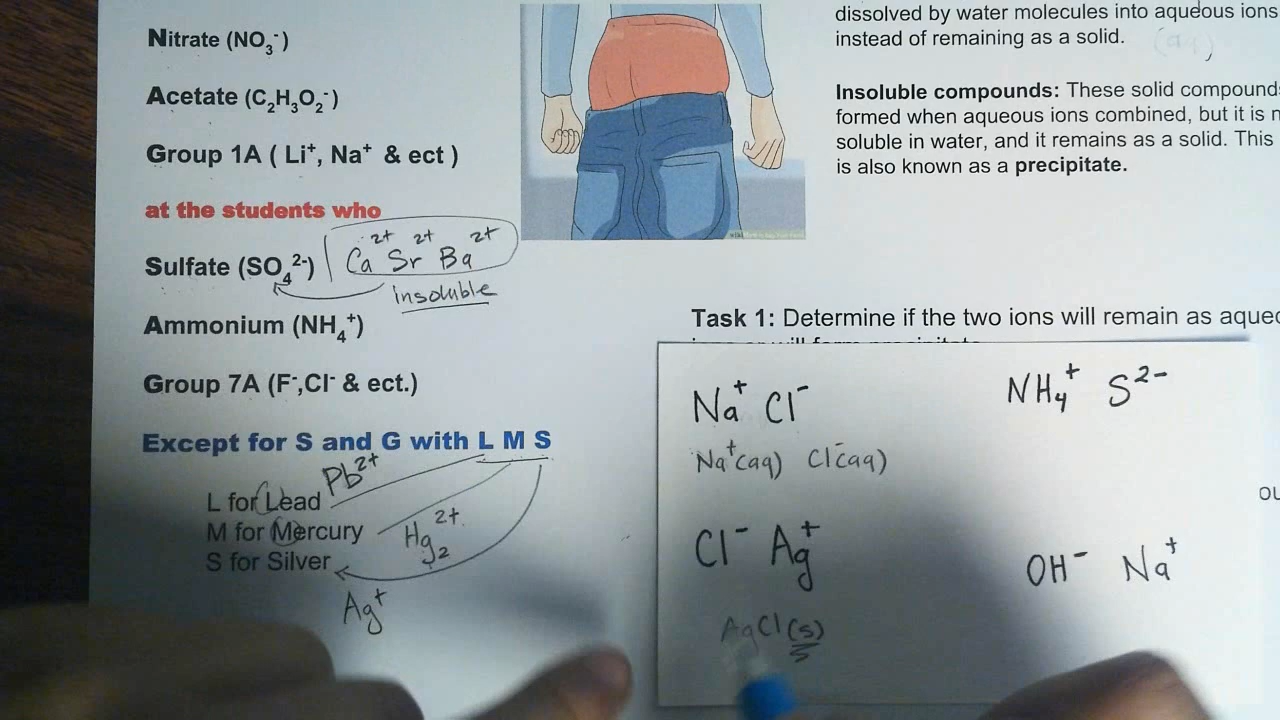 Nitrate (NO₃⁻)
Acetate (C₂H₃O₂⁻)
Group 1A ( Li⁺, Na⁺ & ect )
at the students who
Sulfate (SO₄²⁻) Ca²⁺ Sr²⁺ Ba²⁺
insoluble
Ammonium (NH₄⁺)
Group 7A (F⁻,Cl⁻ & ect.)
Except for S and G with L M S
Pb²⁺
L for Lead
M for Mercury Hg₂²⁺
S for Silver
Ag⁺
dissolved by water molecules into aqueous ions
instead of remaining as a solid. (aq)
Insoluble compounds: These solid compound
formed when aqueous ions combined, but it is
soluble in water, and it remains as a solid. This
is also known as a precipitate.
Task 1: Determine if the two ions will remain as
Na⁺ Cl⁻
Na⁺(aq) Cl⁻(aq)
Cl⁻ Ag⁺
AgCl(s)
NH₄⁺ S²⁻
OH⁻ Na⁺